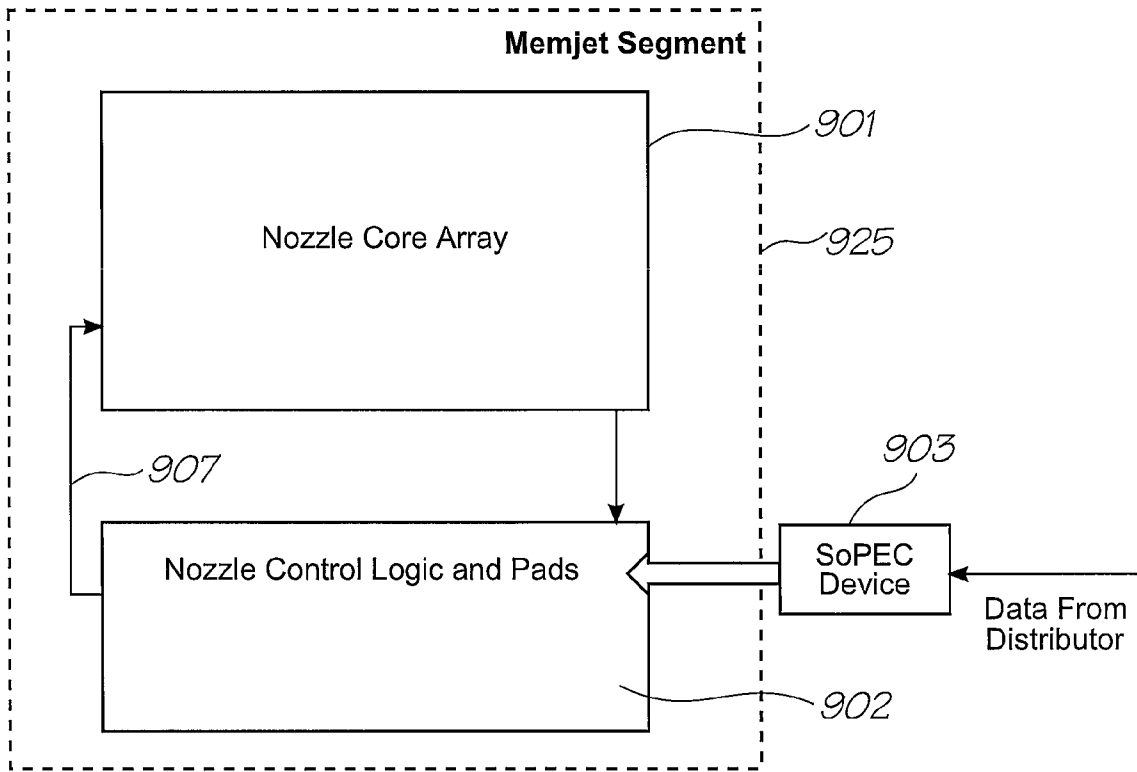 Memjet Segment
901
Nozzle Core Array
925
907
903
Nozzle Control Logic and Pads
SoPEC
Device
Data From
Distributor
902